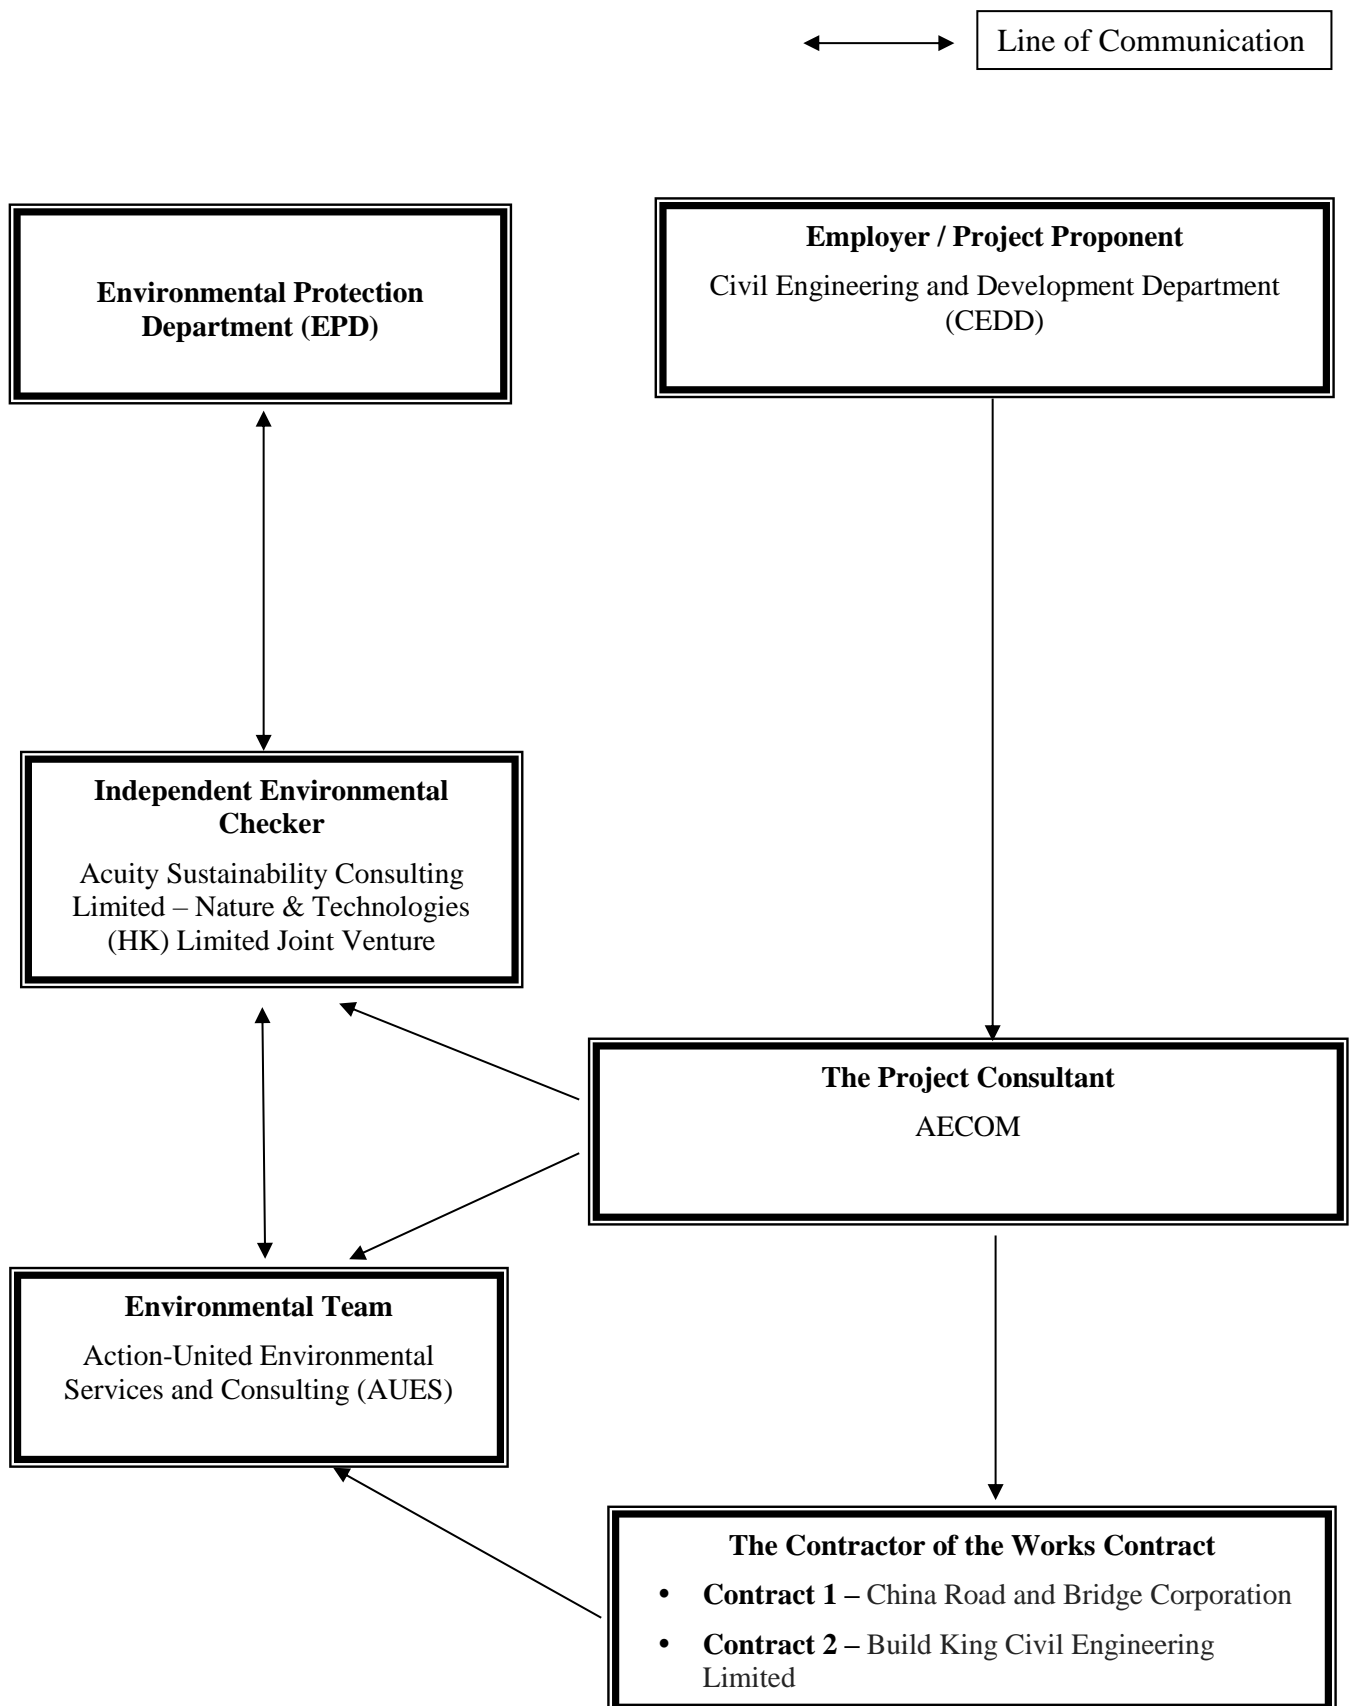 Line of Communication
Environmental Protection
Department (EPD)
Employer / Project Proponent
Civil Engineering and Development Department
(CEDD)
Independent Environmental
Checker
Acuity Sustainability Consulting
Limited – Nature & Technologies
(HK) Limited Joint Venture
The Project Consultant
AECOM
Environmental Team
Action-United Environmental
Services and Consulting (AUES)
The Contractor of the Works Contract
• Contract 1 – China Road and Bridge Corporation
• Contract 2 – Build King Civil Engineering
Limited